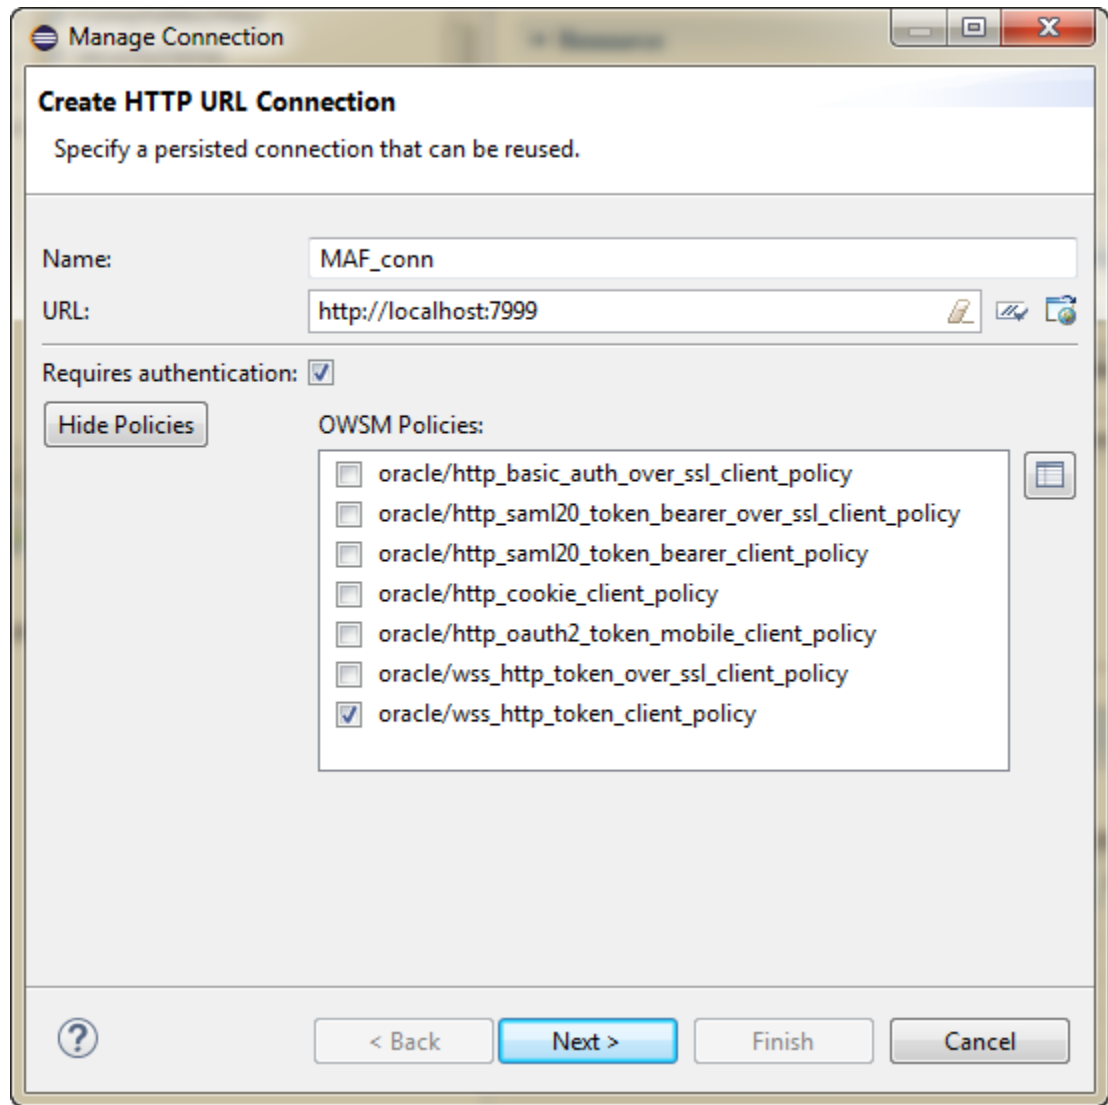 Manage Connection
Create HTTP URL Connection
Specify a persisted connection that can be reused.
Name: MAF_conn
URL: http://localhost:7999
Requires authentication:
Hide Policies OWSM Policies:
oracle/http_basic_auth_over_ssl_client_policy
oracle/http_saml20_token_bearer_over_ssl_client_policy
oracle/http_saml20_token_bearer_client_policy
oracle/http_cookie_client_policy
oracle/http_oauth2_token_mobile_client_policy
oracle/wss_http_token_over_ssl_client_policy
oracle/wss_http_token_client_policy
? < Back Next > Finish Cancel